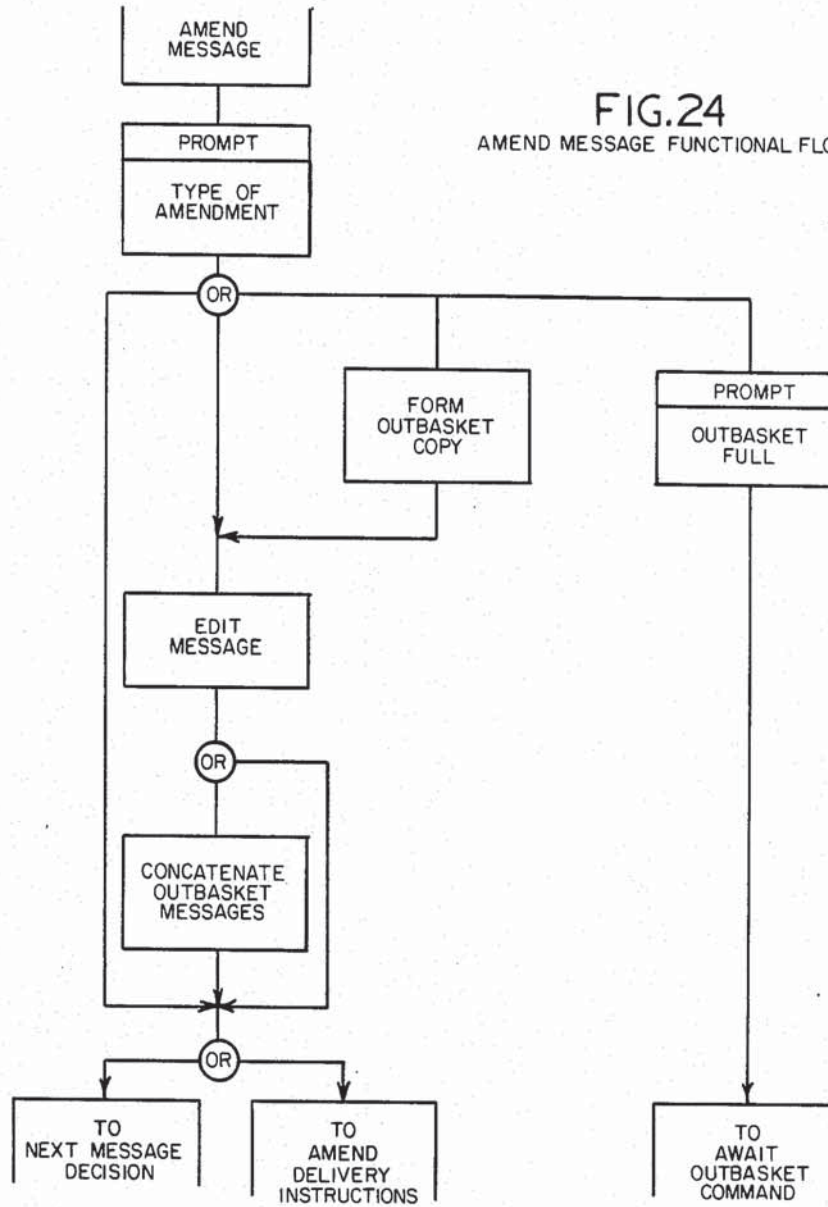 AMEND
MESSAGE
FIG.24
AMEND MESSAGE FUNCTIONAL FLO
PROMPT
TYPE OF
AMENDMENT
OR
FORM
OUTBASKET
COPY
PROMPT
OUTBASKET
FULL
EDIT
MESSAGE
OR
CONCATENATE
OUTBASKET
MESSAGES
OR
TO
NEXT MESSAGE
DECISION
TO
AMEND
DELIVERY
INSTRUCTIONS
TO
AWAIT
OUTBASKET
COMMAND